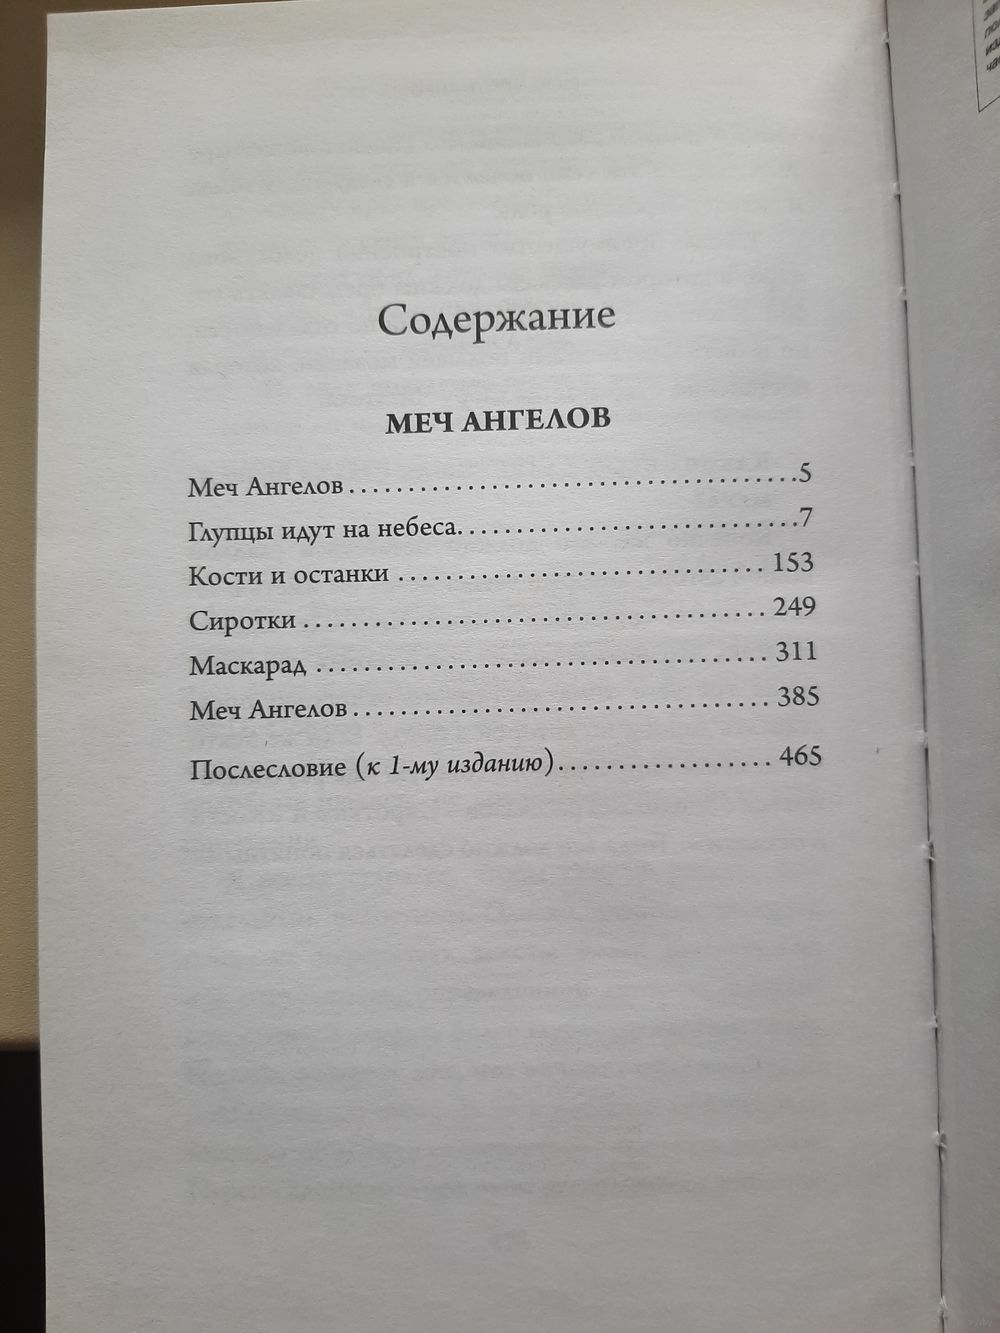 Содержание
МЕЧ АНГЕЛОВ
Меч Ангелов.....................................5
Глупцы идут на небеса.............................7
Кости и останки ............................... 153
Сиротки ....................................... 249
Маскарад ...................................... 311
Меч Ангелов................................... 385
Послесловие (к 1-му изданию).................. 465